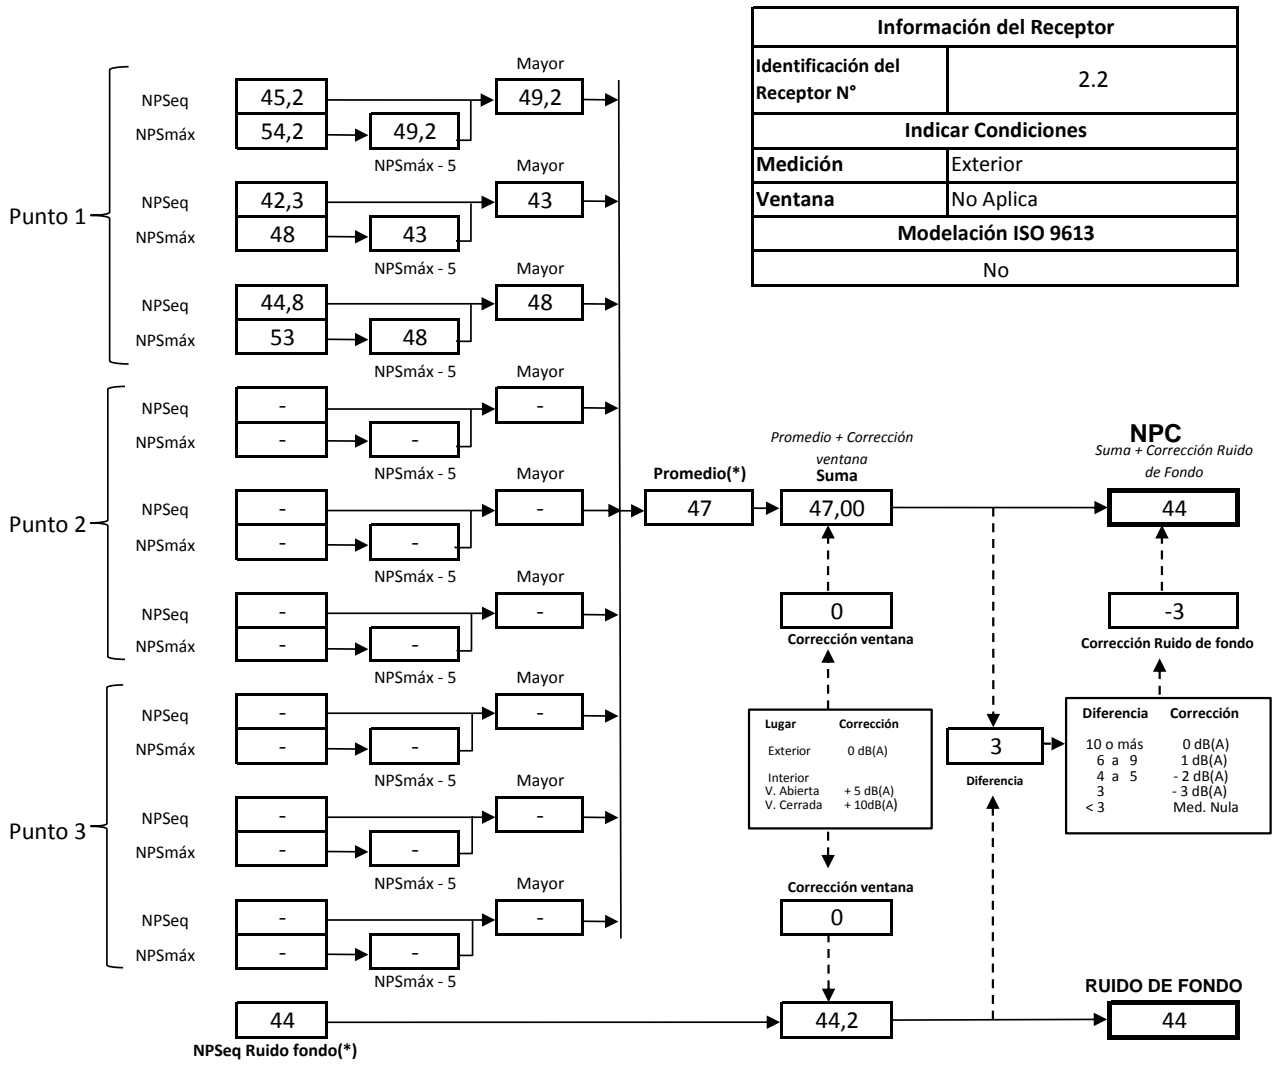 Información del Receptor
Identificación del Receptor N°
2.2
Indicar Condiciones
Medición
Exterior
Ventana
No Aplica
Modelación ISO 9613
No
Punto 1
Mayor
NPSeq
45,2
49,2
NPSmáx
54,2
49,2
NPSmáx - 5
Mayor
NPSeq
42,3
43
NPSmáx
48
43
NPSmáx - 5
Mayor
NPSeq
44,8
48
NPSmáx
53
48
NPSmáx - 5
Punto 2
Mayor
NPSeq
-
-
NPSmáx
-
-
NPSmáx - 5
Mayor
NPSeq
-
-
NPSmáx
-
-
NPSmáx - 5
Mayor
NPSeq
-
-
NPSmáx
-
-
NPSmáx - 5
Punto 3
Mayor
NPSeq
-
-
NPSmáx
-
-
NPSmáx - 5
Mayor
NPSeq
-
-
NPSmáx
-
-
NPSmáx - 5
Mayor
NPSeq
-
-
NPSmáx
-
-
NPSmáx - 5
Promedio(*)
47
Promedio + Corrección
ventana
Suma
47,00
NPC
Suma + Corrección Ruido
de Fondo
44
0
Corrección ventana
-3
Corrección Ruido de fondo
Lugar Corrección
Exterior 0 dB(A)
Interior
V. Abierta + 5 dB(A)
V. Cerrada + 10dB(A)
3
Diferencia
Diferencia Corrección
10 o más 0 dB(A)
6 a 9 1 dB(A)
4 a 5 - 2 dB(A)
3 - 3 dB(A)
< 3 Med. Nula
Corrección ventana
0
44
NPSeq Ruido fondo(*)
44,2
RUIDO DE FONDO
44